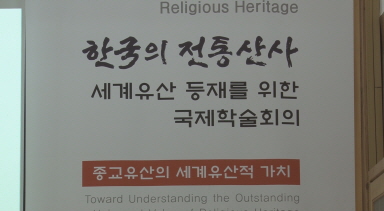 Religious Heritage
한국의 전통산사
세계유산 등재를 위한
국제학술회의
종교유산의 세계유산적 가치
Toward Understanding the Outstanding
Religious Heritage